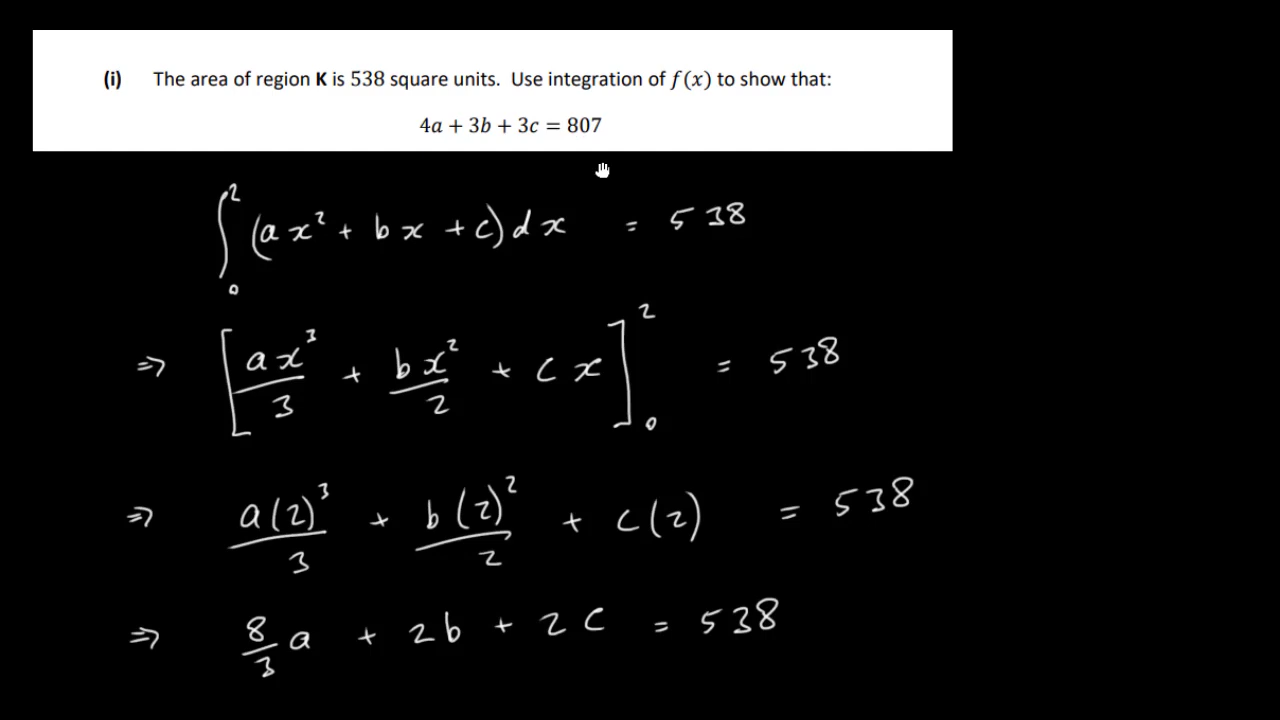 (i) The area of region K is 538 square units. Use integration of f(x) to show that:
4a + 3b + 3c = 807
∫₀² (ax² + bx + c) dx = 538
⇒ [ax³/3 + bx²/2 + cx]₀² = 538
⇒ a(2)³/3 + b(2)²/2 + c(2) = 538
⇒ 8/3 a + 2b + 2c = 538